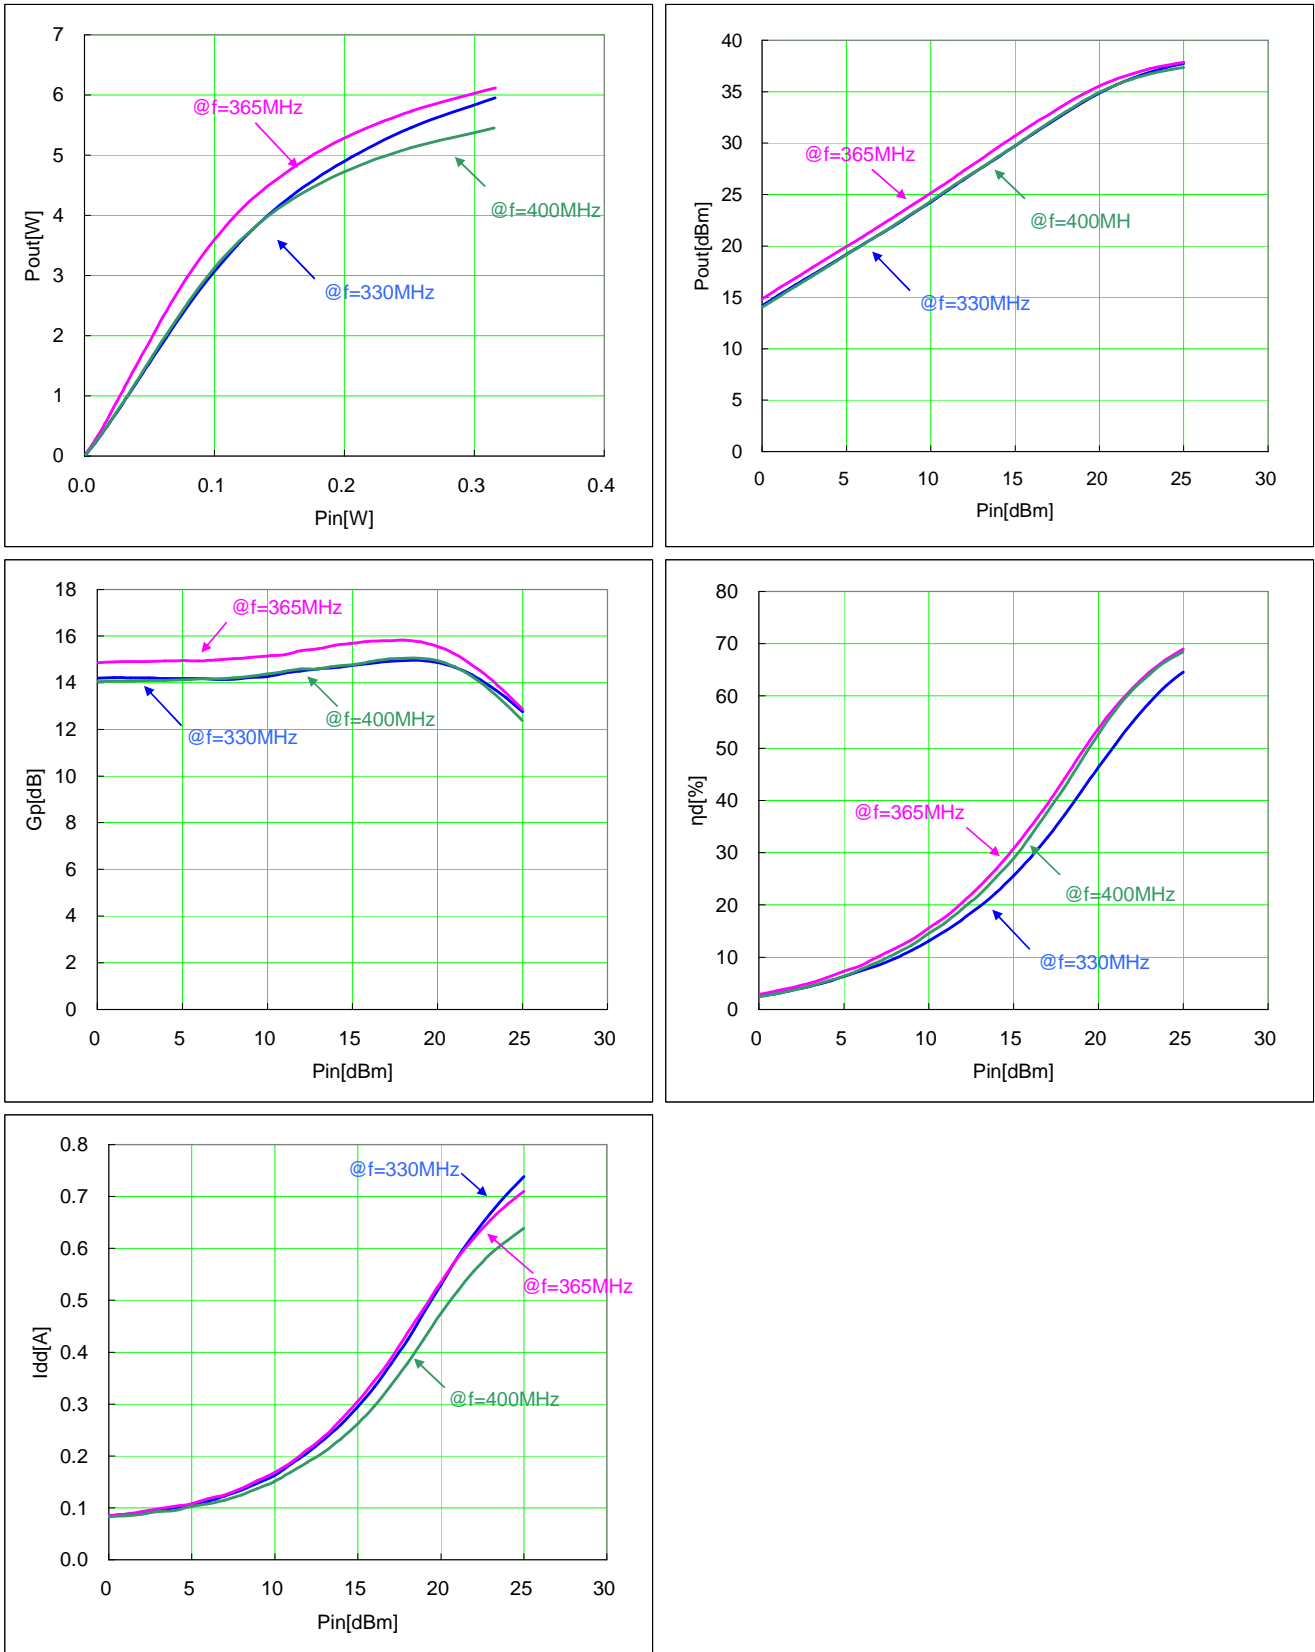 7
6
5
4
3
2
1
0
Pout[W]
@f=365MHz
@f=400MHz
@f=330MHz
0.0 0.1 0.2 0.3 0.4
Pin[W]
40
35
30
25
20
15
10
5
0
Pout[dBm]
@f=365MHz
@f=400MH
@f=330MHz
0 5 10 15 20 25 30
Pin[dBm]
18
16
14
12
10
8
6
4
2
0
Gp[dB]
@f=365MHz
@f=400MHz
@f=330MHz
0 5 10 15 20 25 30
Pin[dBm]
80
70
60
50
40
30
20
10
0
ηd[%]
@f=365MHz
@f=400MHz
@f=330MHz
0 5 10 15 20 25 30
Pin[dBm]
0.8
0.7
0.6
0.5
0.4
0.3
0.2
0.1
0.0
Idd[A]
@f=330MHz
@f=365MHz
@f=400MHz
0 5 10 15 20 25 30
Pin[dBm]